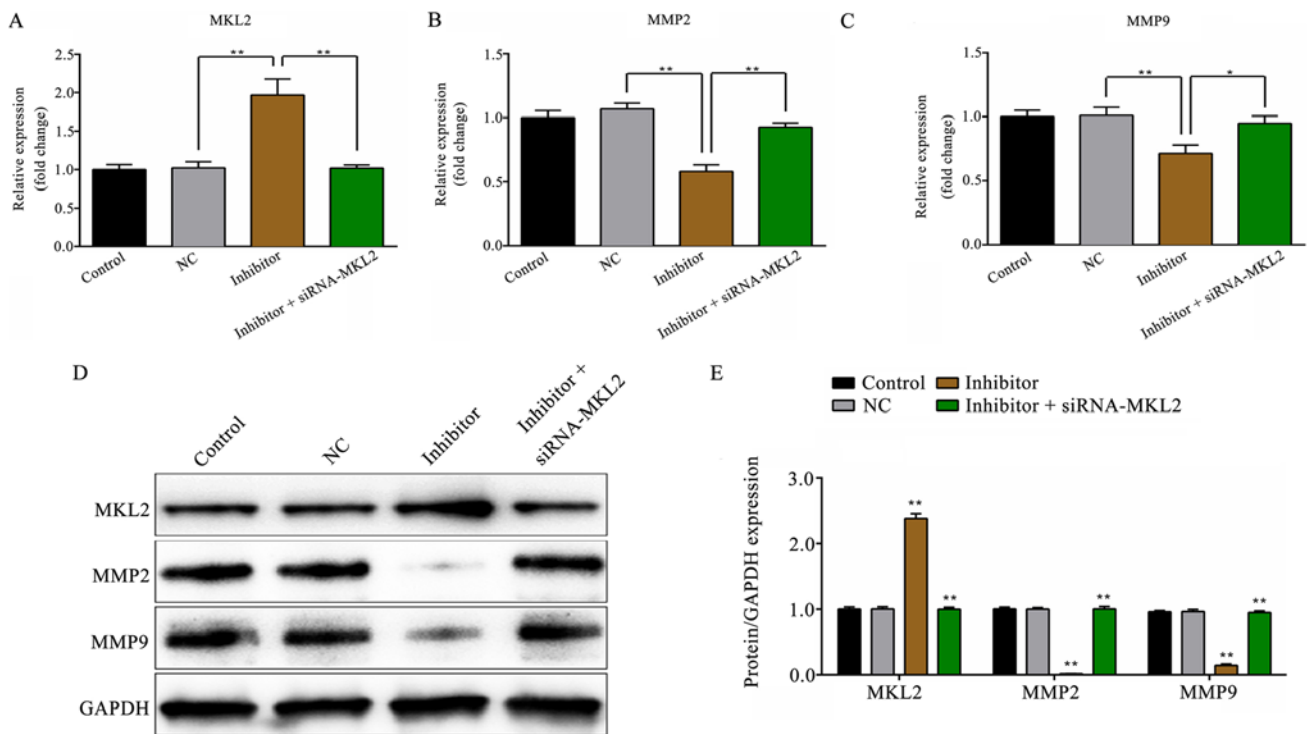 A
MKL2
Relative expression
(fold change)
2.5
2.0
1.5
1.0
0.5
0.0
**
**
Control
NC
Inhibitor
Inhibitor + siRNA-MKL2
B
MMP2
Relative expression
(fold change)
1.5
1.0
0.5
0.0
**
**
Control
NC
Inhibitor
Inhibitor + siRNA-MKL2
C
MMP9
Relative expression
(fold change)
1.5
1.0
0.5
0.0
**
*
Control
NC
Inhibitor
Inhibitor + siRNA-MKL2
D
Control
NC
Inhibitor
Inhibitor +
siRNA-MKL2
MKL2
MMP2
MMP9
GAPDH
E
Control
Inhibitor
NC
Inhibitor + siRNA-MKL2
Protein/GAPDH expression
3.0
2.0
1.0
0.0
**
**
**
**
**
**
MKL2
MMP2
MMP9